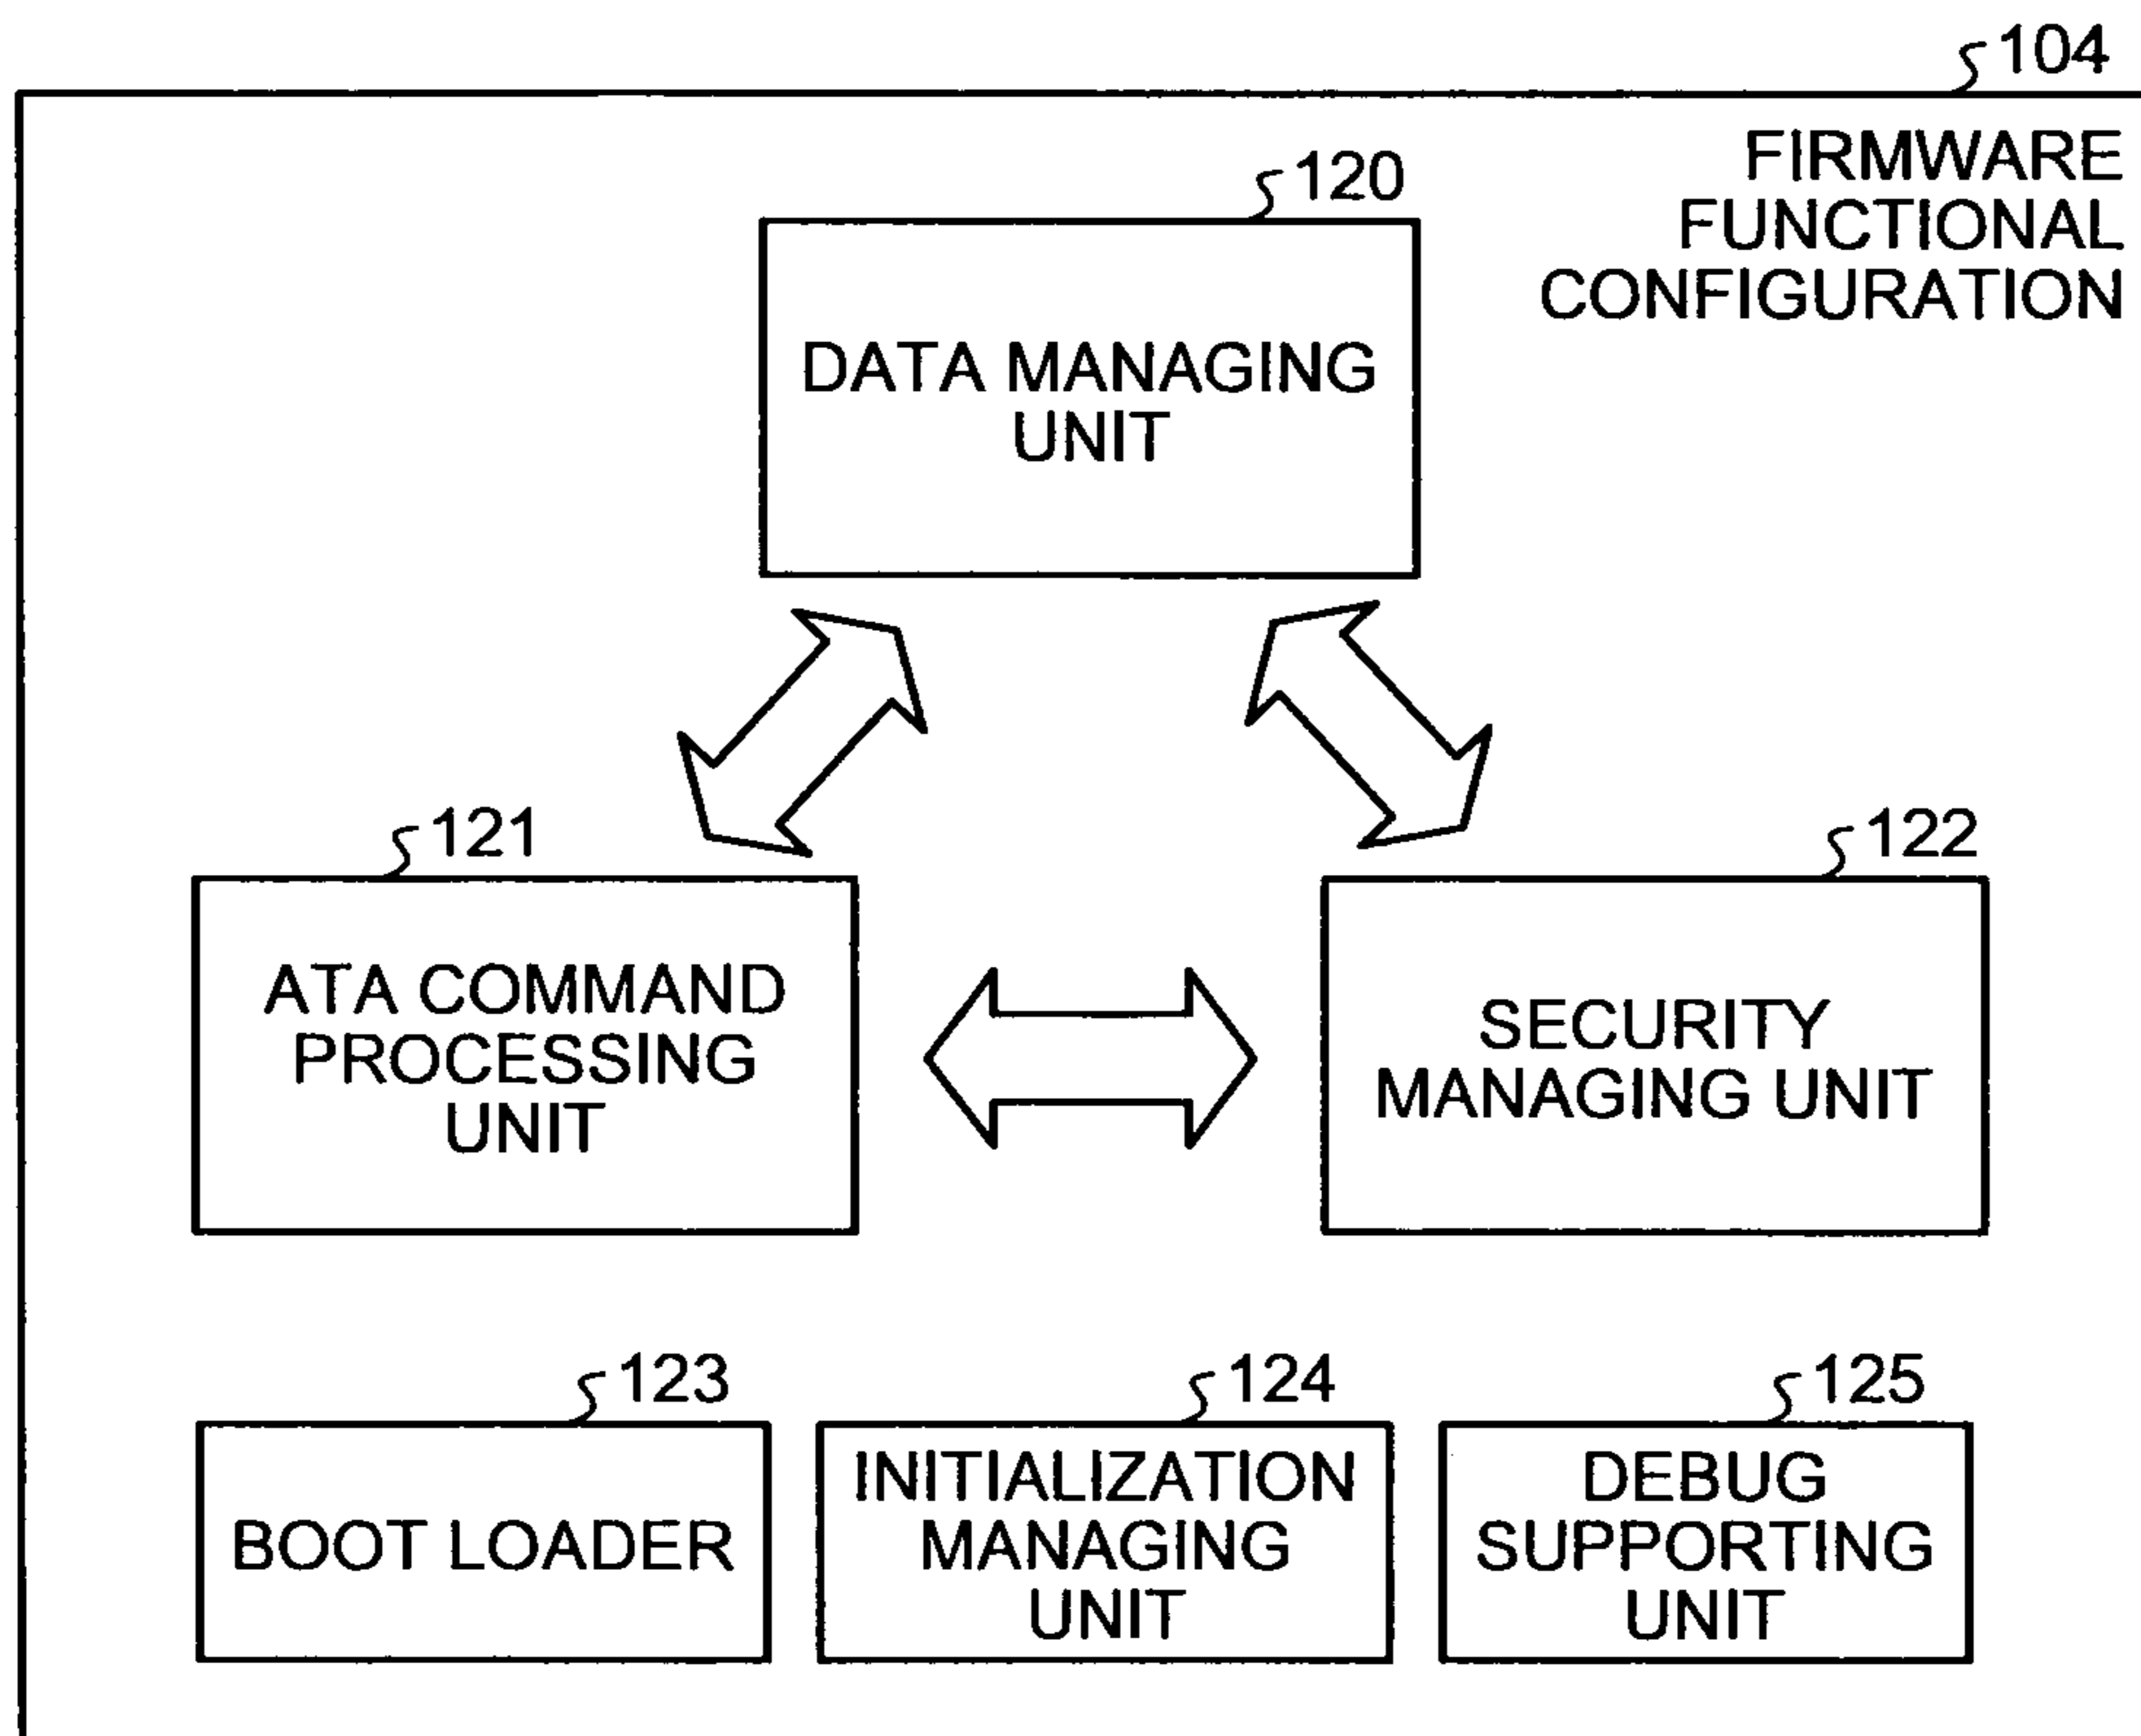 104
FIRMWARE
FUNCTIONAL
CONFIGURATION
120
DATA MANAGING
UNIT
121
ATA COMMAND
PROCESSING
UNIT
122
SECURITY
MANAGING UNIT
123
BOOT LOADER
124
INITIALIZATION
MANAGING
UNIT
125
DEBUG
SUPPORTING
UNIT